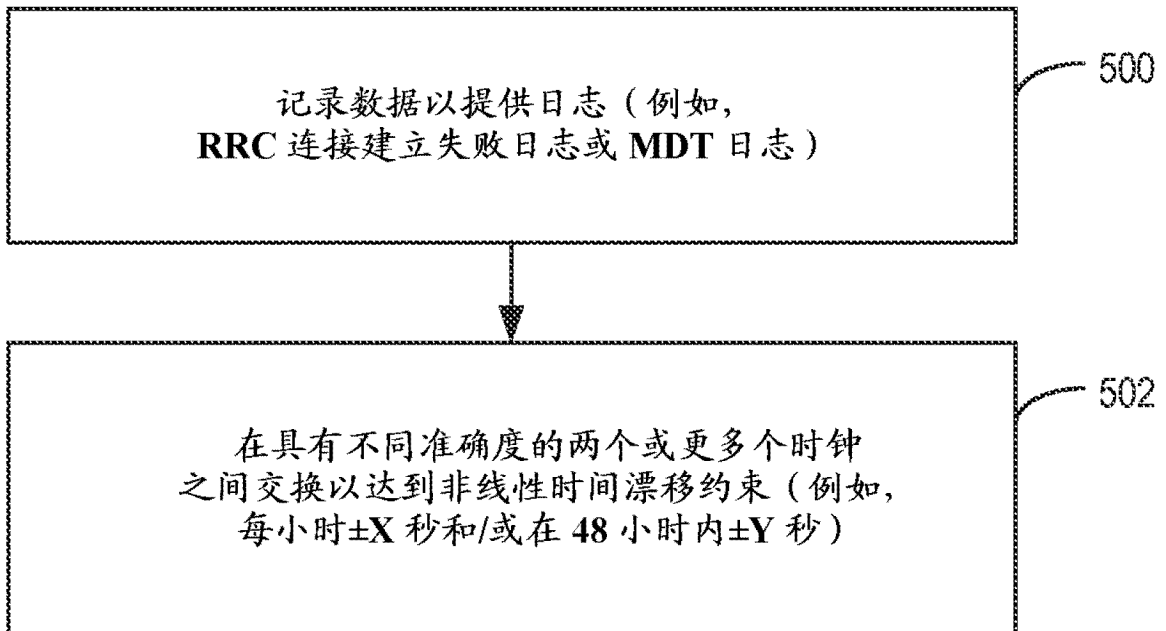 记录数据以提供日志（例如，
RRC 连接建立失败日志或 MDT 日志）
500
在具有不同准确度的两个或更多个时钟
之间交换以达到非线性时间漂移约束（例如，
每小时±X 秒和/或在 48 小时内±Y 秒）
502